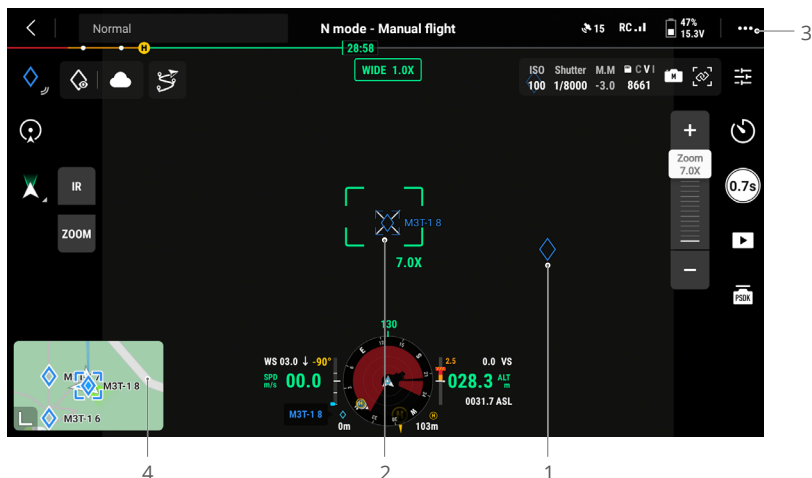 Normal
N mode - Manual flight
15
RC
47%
15.3V
3
H
28:58
WIDE 1.0X
ISO Shutter M.M C V I
100 1/8000 -3.0 8661
M
+
Zoom
7.0X
IR
0.7s
ZOOM
M3T-1 8
7.0X
−
PSDK
130
WS 03.0 ↓ -90°
2.5 0.0 VS
SPD
m/s
00.0
028.3
ALT
m
0031.7 ASL
E
S
W
M3T-1 8
0m
H
103m
M3T-1 8
M3T-1 6
4
2
1